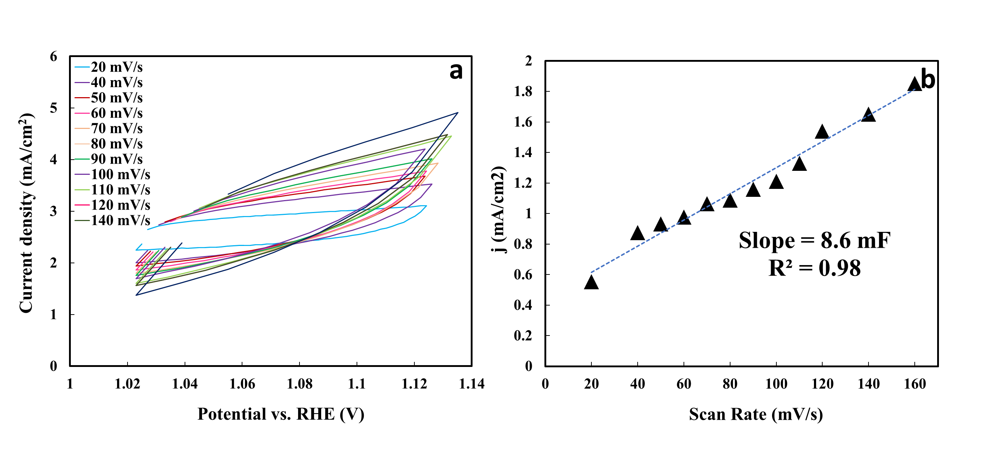 6
5
4
3
2
1
0
Current density (mA/cm²)
20 mV/s
40 mV/s
50 mV/s
60 mV/s
70 mV/s
80 mV/s
90 mV/s
100 mV/s
110 mV/s
120 mV/s
140 mV/s
a
1 1.02 1.04 1.06 1.08 1.1 1.12 1.14
Potential vs. RHE (V)
2
1.8
1.6
1.4
1.2
1
0.8
0.6
0.4
0.2
0
j (mA/cm2)
b
Slope = 8.6 mF
R² = 0.98
0 20 40 60 80 100 120 140 160
Scan Rate (mV/s)